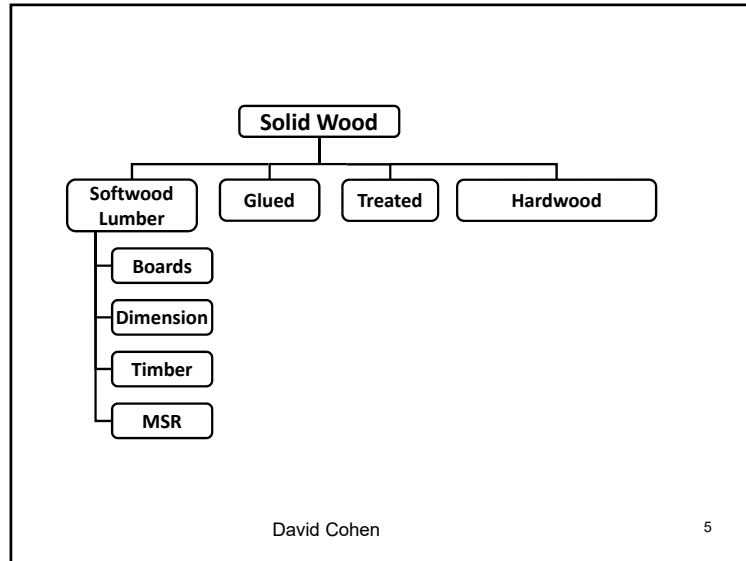 Solid Wood
Softwood
Lumber
Glued
Treated
Hardwood
Boards
Dimension
Timber
MSR
David Cohen
5